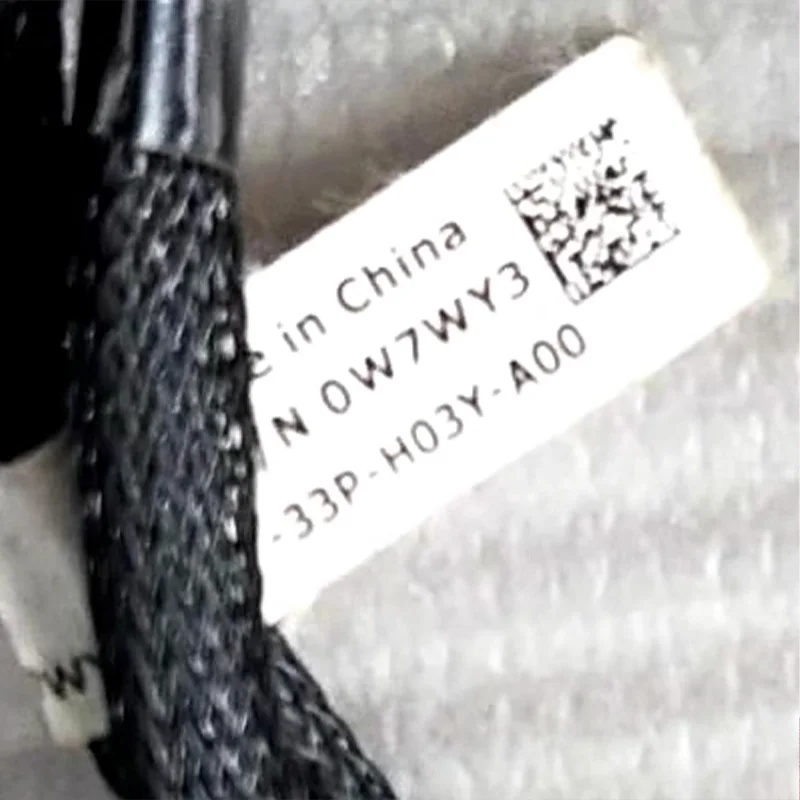 e in China
N 0W7WY3
-33P-H03Y-A00
W